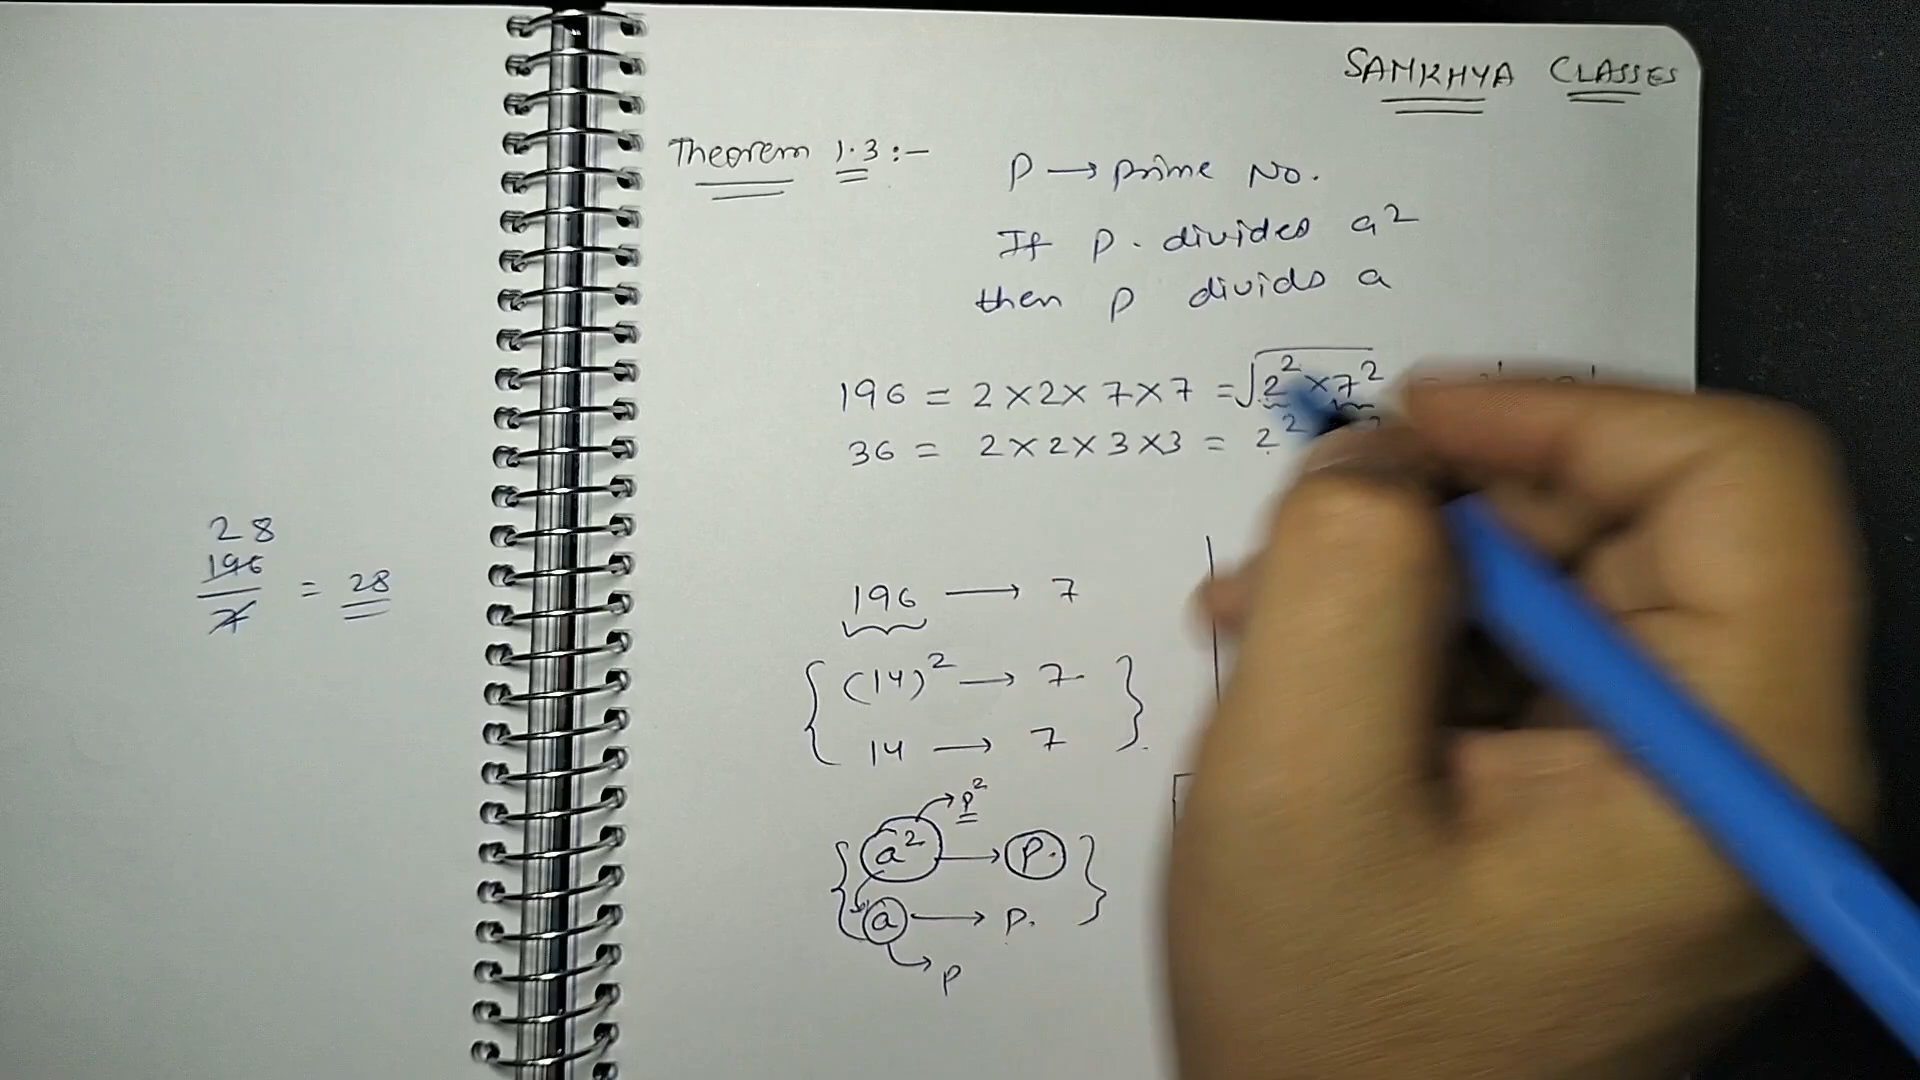 SAMKHYA CLASSES
Theorem 1.3 :-
P → prime No.
If p. divides a²
then p divids a
196 = 2×2×7×7 = √2²×7²
36 = 2×2×3×3 = 2²
28
196
7
= 28
196 → 7
(14)² → 7
14 → 7
p²
a² → p.
a → p.
p